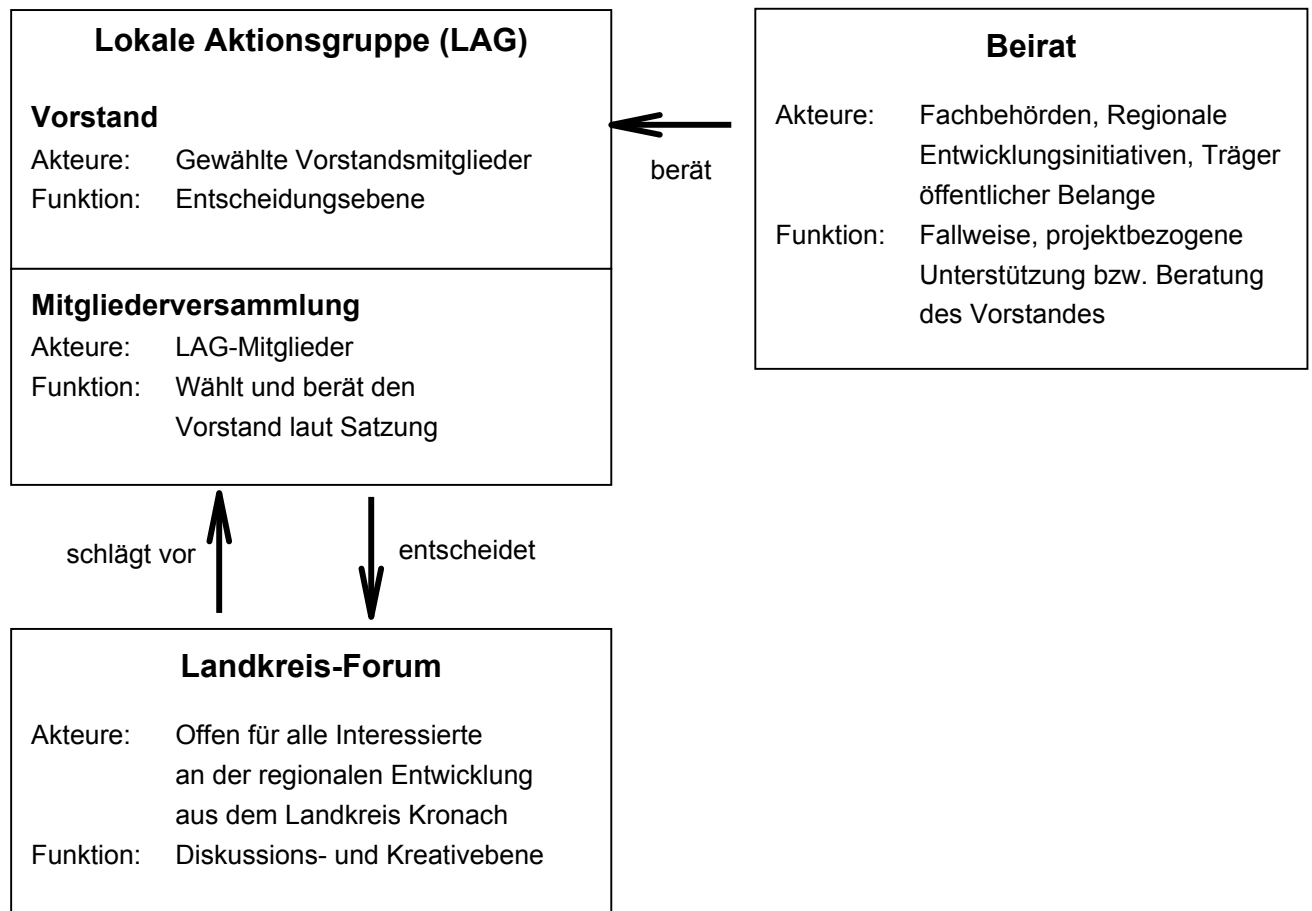 Lokale Aktionsgruppe (LAG)
Vorstand
Akteure: Gewählte Vorstandsmitglieder
Funktion: Entscheidungsebene
Mitgliederversammlung
Akteure: LAG-Mitglieder
Funktion: Wählt und berät den
Vorstand laut Satzung
berät
Beirat
Akteure: Fachbehörden, Regionale
Entwicklungsinitiativen, Träger
öffentlicher Belange
Funktion: Fallweise, projektbezogene
Unterstützung bzw. Beratung
des Vorstandes
schlägt vor
entscheidet
Landkreis-Forum
Akteure: Offen für alle Interessierte
an der regionalen Entwicklung
aus dem Landkreis Kronach
Funktion: Diskussions- und Kreativebene